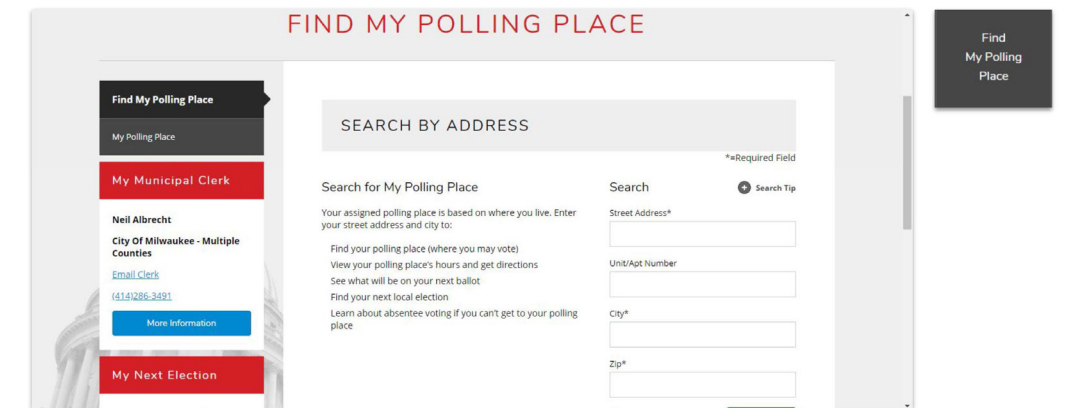 FIND MY POLLING PLACE
Find
My Polling
Place
Find My Polling Place
My Polling Place
My Municipal Clerk
Neil Albrecht
City Of Milwaukee - Multiple
Counties
Email Clerk
(414)286-3491
More Information
My Next Election
SEARCH BY ADDRESS
*=Required Field
Search for My Polling Place
Your assigned polling place is based on where you live. Enter
your street address and city to:
Find your polling place (where you may vote)
View your polling place's hours and get directions
See what will be on your next ballot
Find your next local election
Learn about absentee voting if you can't get to your polling
place
Search
Search Tip
Street Address*
Unit/Apt Number
City*
Zip*